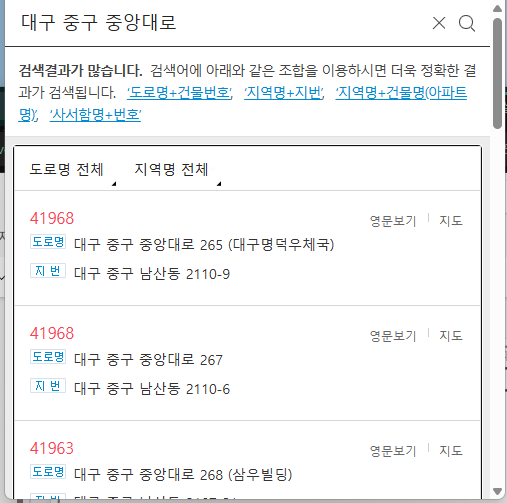 대구 중구 중앙대로
검색결과가 많습니다. 검색어에 아래와 같은 조합을 이용하시면 더욱 정확한 결
과가 검색됩니다. '도로명+건물번호', '지역명+지번', '지역명+건물명(아파트
명)', '사서함명+번호'
도로명 전체 지역명 전체
41968 영문보기 지도
도로명 대구 중구 중앙대로 265 (대구명덕우체국)
지 번 대구 중구 남산동 2110-9
41968 영문보기 지도
도로명 대구 중구 중앙대로 267
지 번 대구 중구 남산동 2110-6
41963 영문보기 지도
도로명 대구 중구 중앙대로 268 (삼우빌딩)